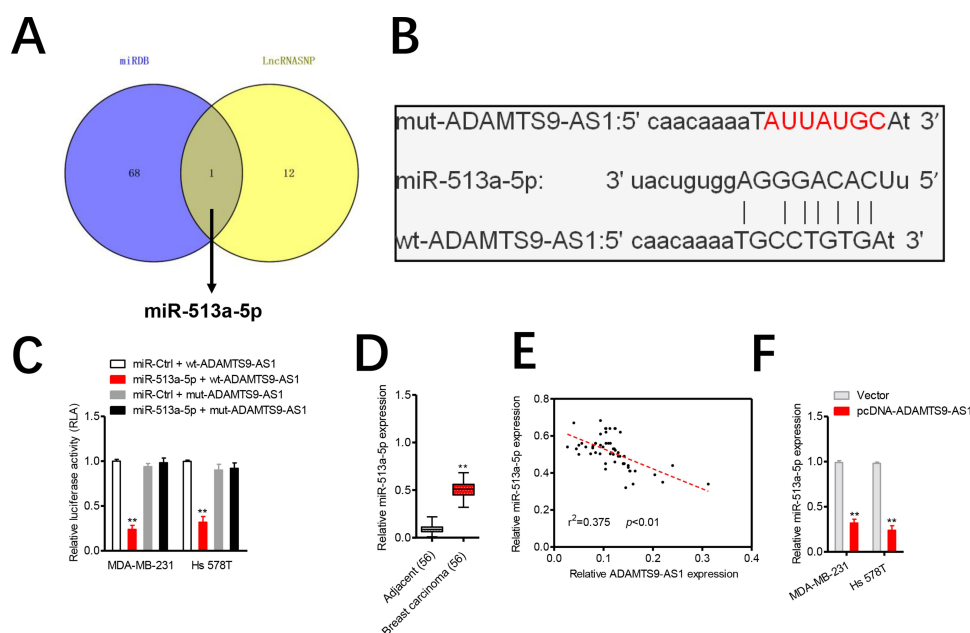 A
miRDB
LncRNASNP
68
1
12
miR-513a-5p
B
mut-ADAMTS9-AS1:5' caacaaaaTAUUAUGCAt 3'
miR-513a-5p: 3' uacuguggAGGGACACUu 5'
wt-ADAMTS9-AS1:5' caacaaaaTGCCTGTGAt 3'
C
miR-Ctrl + wt-ADAMTS9-AS1
miR-513a-5p + wt-ADAMTS9-AS1
miR-Ctrl + mut-ADAMTS9-AS1
miR-513a-5p + mut-ADAMTS9-AS1
Relative luciferase activity (RLA)
1.5
1.0
0.5
0.0
**
**
MDA-MB-231
Hs 578T
D
Relative miR-513a-5p expression
1.5
1.0
0.5
0.0
**
Adjacent (56)
Breast carcinoma (56)
E
Relative miR-513a-5p expression
0.8
0.6
0.4
0.2
0.0
r²=0.375 p<0.01
0.0 0.1 0.2 0.3 0.4
Relative ADAMTS9-AS1 expression
F
Vector
pcDNA-ADAMTS9-AS1
Relative miR-513a-5p expression
1.5
1.0
0.5
0.0
**
**
MDA-MB-231
Hs 578T